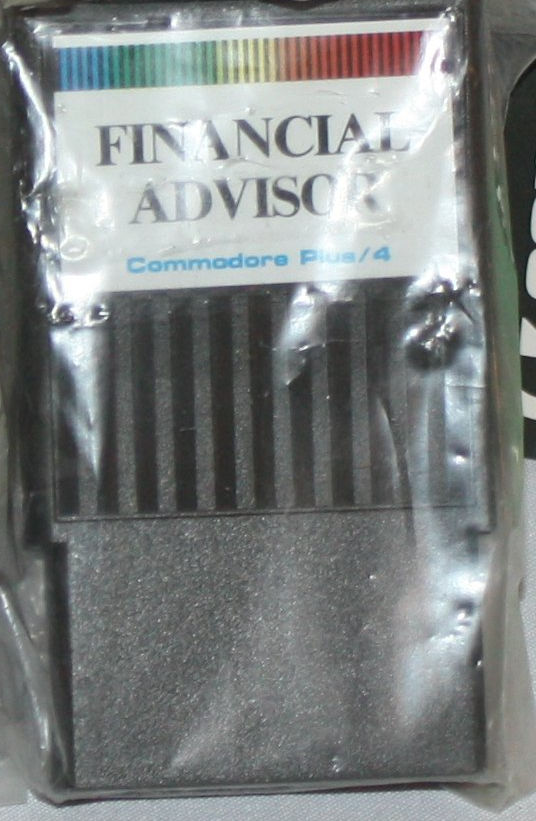 FINANCIAL
ADVISOR
Commodore Plus/4